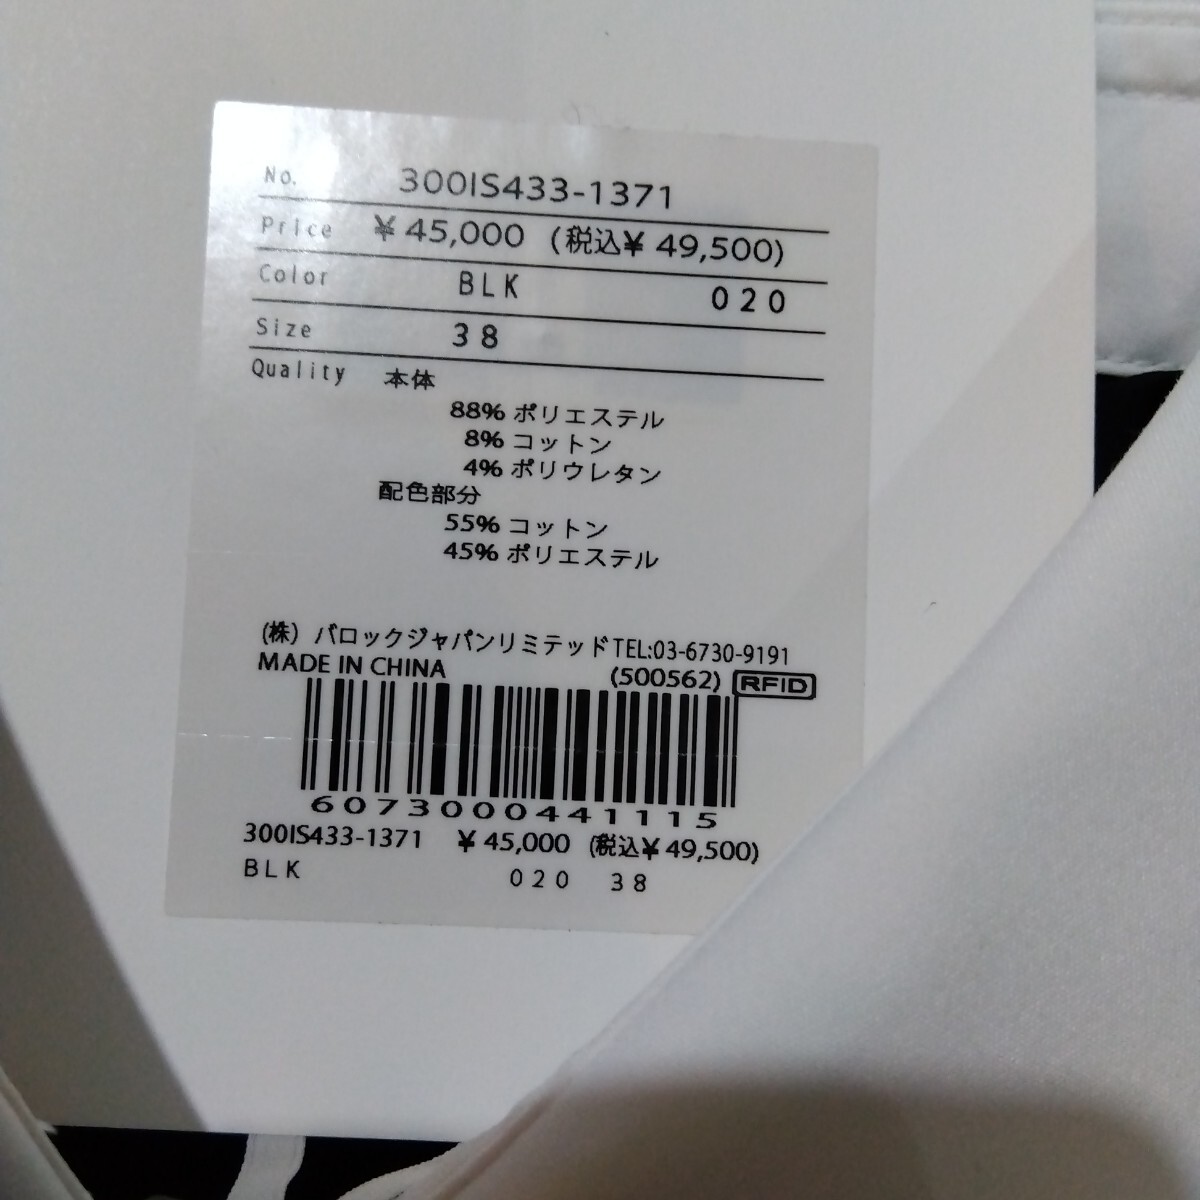 No. 300IS433-1371
Price ¥45,000 (税込¥ 49,500)
Color BLK 020
Size 38
Quality 本体
88% ポリエステル
8% コットン
4% ポリウレタン
配色部分
55% コットン
45% ポリエステル
(株) バロックジャパンリミテッドTEL:03-6730-9191
MADE IN CHINA (500562) RFID
6073000441115
300IS433-1371 ¥45,000 (税込¥49,500)
BLK 020 38